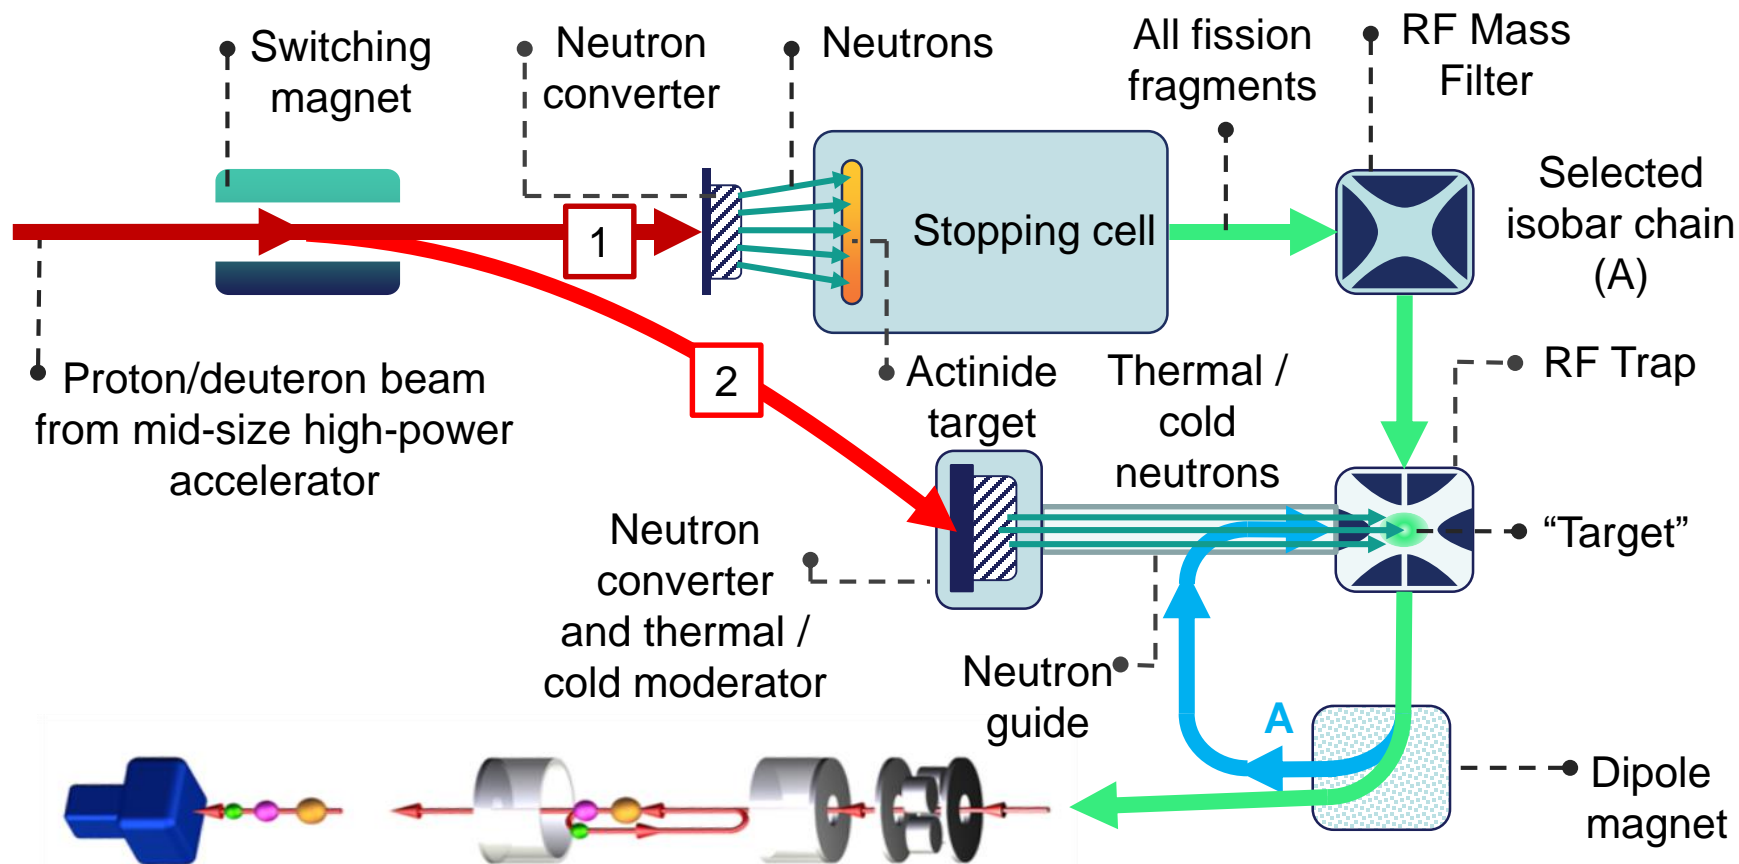 Switching
magnet
Neutron
converter
Neutrons
All fission
fragments
RF Mass
Filter
Selected
isobar chain
(A)
Stopping cell
1
2
Proton/deuteron beam
from mid-size high-power
accelerator
Actinide
target
Thermal /
cold
neutrons
RF Trap
“Target”
Neutron
converter
and thermal /
cold moderator
Neutron
guide
A
Dipole
magnet